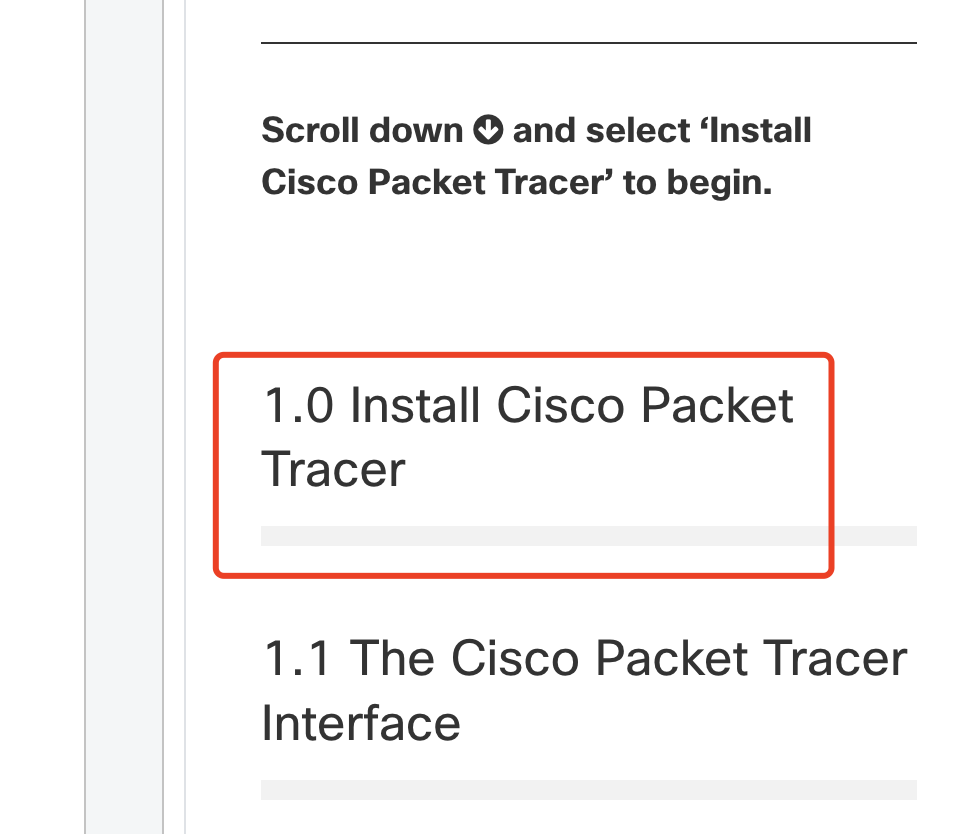 Scroll down and select ‘Install
Cisco Packet Tracer’ to begin.
1.0 Install Cisco Packet
Tracer
1.1 The Cisco Packet Tracer
Interface